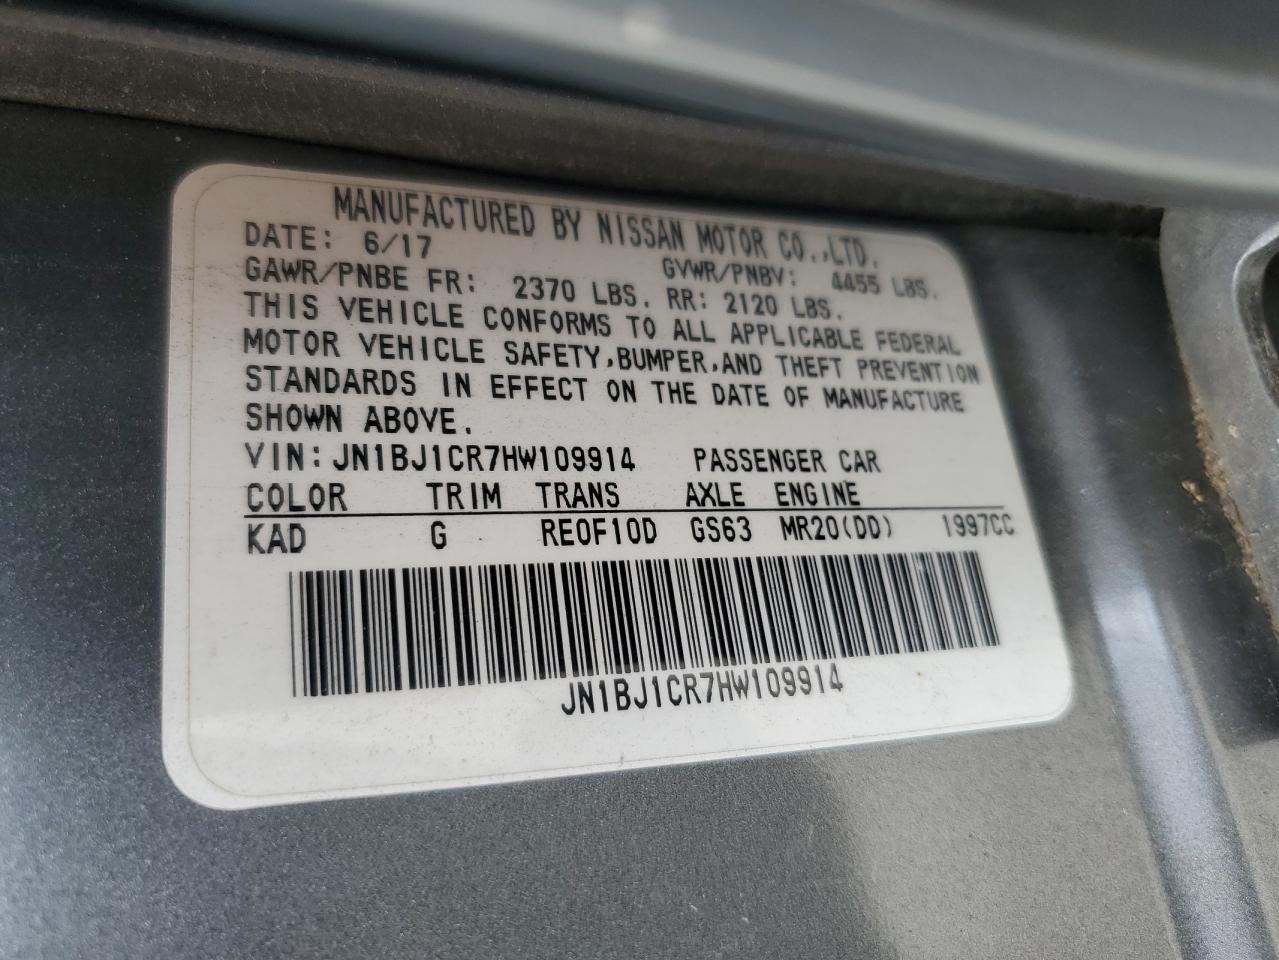 MANUFACTURED BY NISSAN MOTOR CO.,LTD.
DATE: 6/17 GVWR/PNBV: 4455 LBS.
GAWR/PNBE FR: 2370 LBS. RR: 2120 LBS.
THIS VEHICLE CONFORMS TO ALL APPLICABLE FEDERAL
MOTOR VEHICLE SAFETY,BUMPER,AND THEFT PREVENTION
STANDARDS IN EFFECT ON THE DATE OF MANUFACTURE
SHOWN ABOVE.
VIN:JN1BJ1CR7HW109914 PASSENGER CAR
COLOR TRIM TRANS AXLE ENGINE
KAD G RE0F10D GS63 MR20(DD) 1997CC
JN1BJ1CR7HW109914